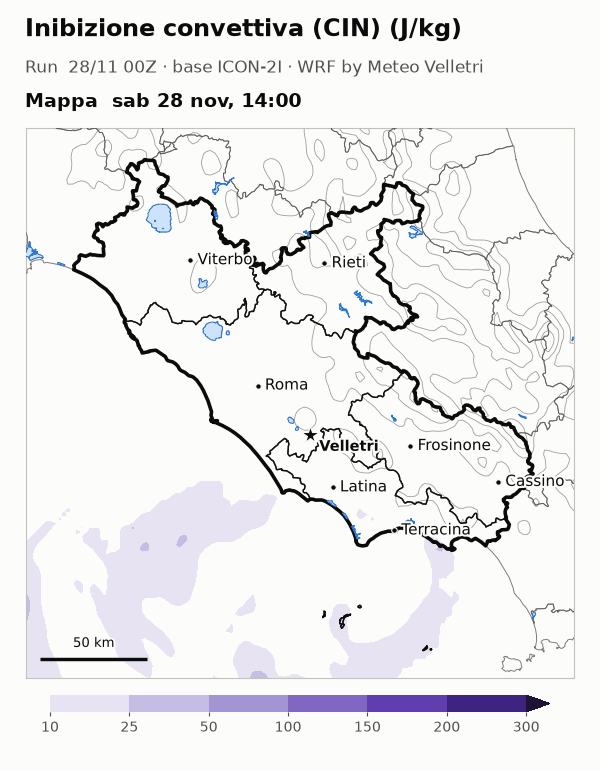 Inibizione convettiva (CIN) (J/kg)
Run  28/11 00Z · base ICON-2I · WRF by Meteo Velletri
Mappa  sab 28 nov, 14:00
Viterbo
Rieti
Roma
Velletri
Frosinone
Cassino
Latina
Terracina
50 km
10 25 50 100 150 200 300